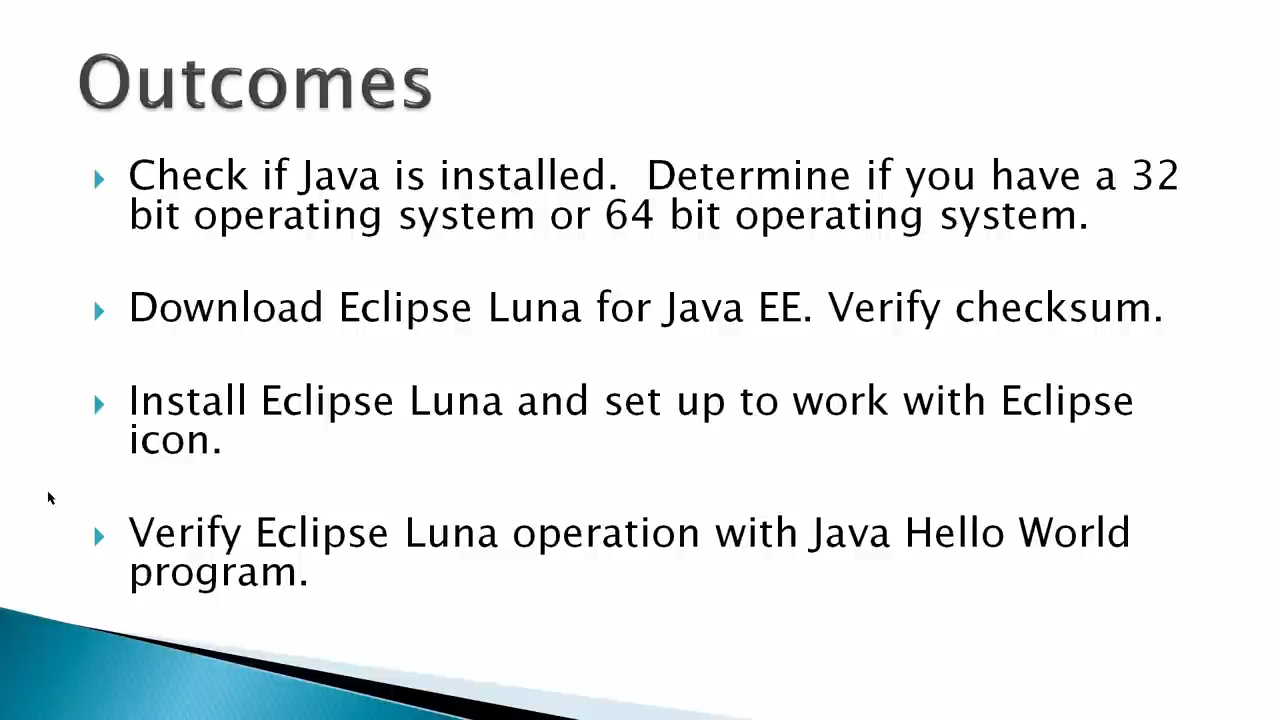 Outcomes
Check if Java is installed.  Determine if you have a 32
bit operating system or 64 bit operating system.
Download Eclipse Luna for Java EE. Verify checksum.
Install Eclipse Luna and set up to work with Eclipse
icon.
Verify Eclipse Luna operation with Java Hello World
program.